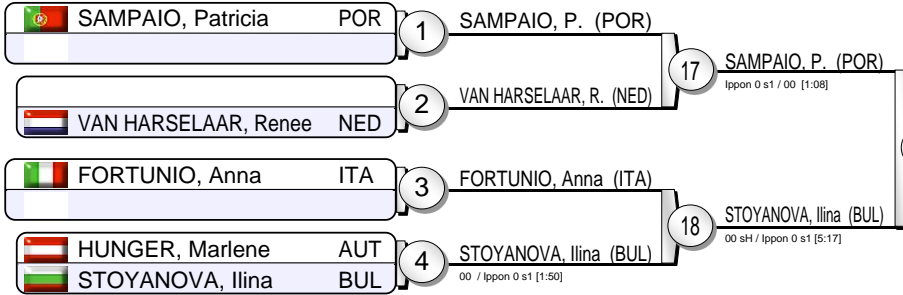 SAMPAIO, Patricia POR
1
SAMPAIO, P. (POR)
17
SAMPAIO, P. (POR)
Ippon 0 s1 / 00 [1:08]
2
VAN HARSELAAR, R. (NED)
VAN HARSELAAR, Renee NED
FORTUNIO, Anna ITA
3
FORTUNIO, Anna (ITA)
18
STOYANOVA, Ilina (BUL)
00 sH / Ippon 0 s1 [5:17]
HUNGER, Marlene AUT
4
STOYANOVA, Ilina (BUL)
00 / Ippon 0 s1 [1:50]
STOYANOVA, Ilina BUL